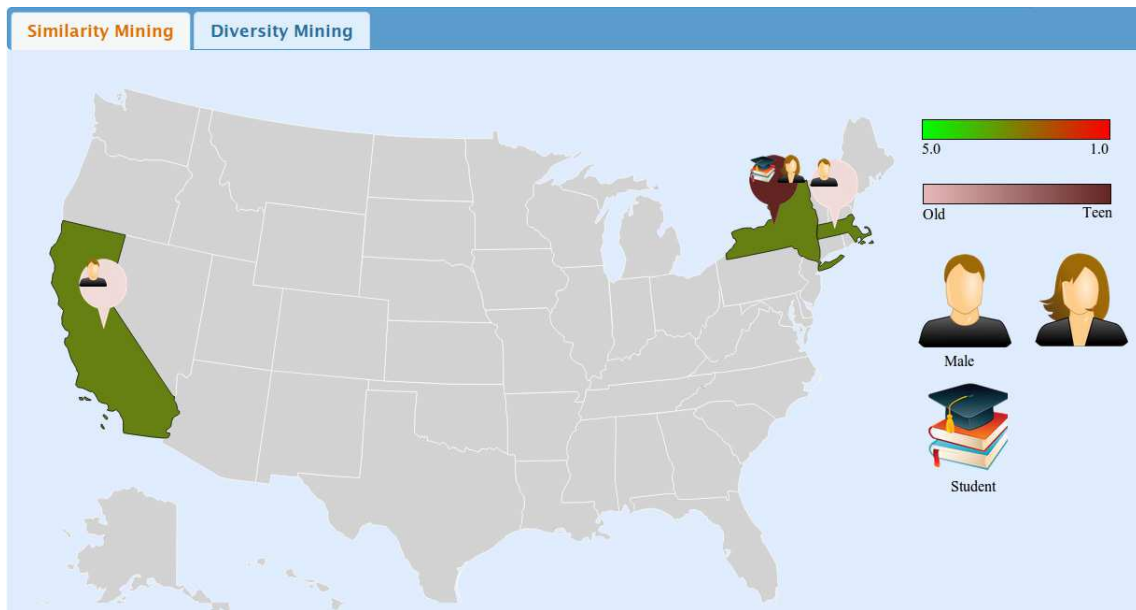 Similarity Mining
Diversity Mining
5.0 1.0
Old Teen
Male
Student